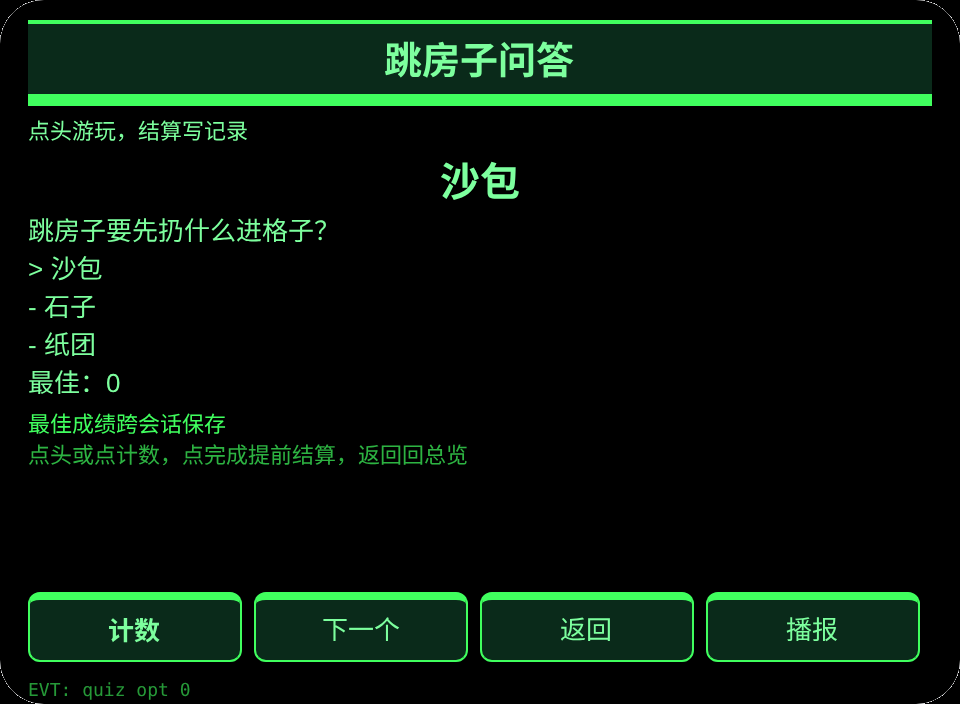 跳房子问答
点头游玩，结算写记录
沙包
跳房子要先扔什么进格子？
> 沙包
- 石子
- 纸团
最佳：0
最佳成绩跨会话保存
点头或点计数，点完成提前结算，返回回总览
计数
下一个
返回
播报
EVT: quiz opt 0